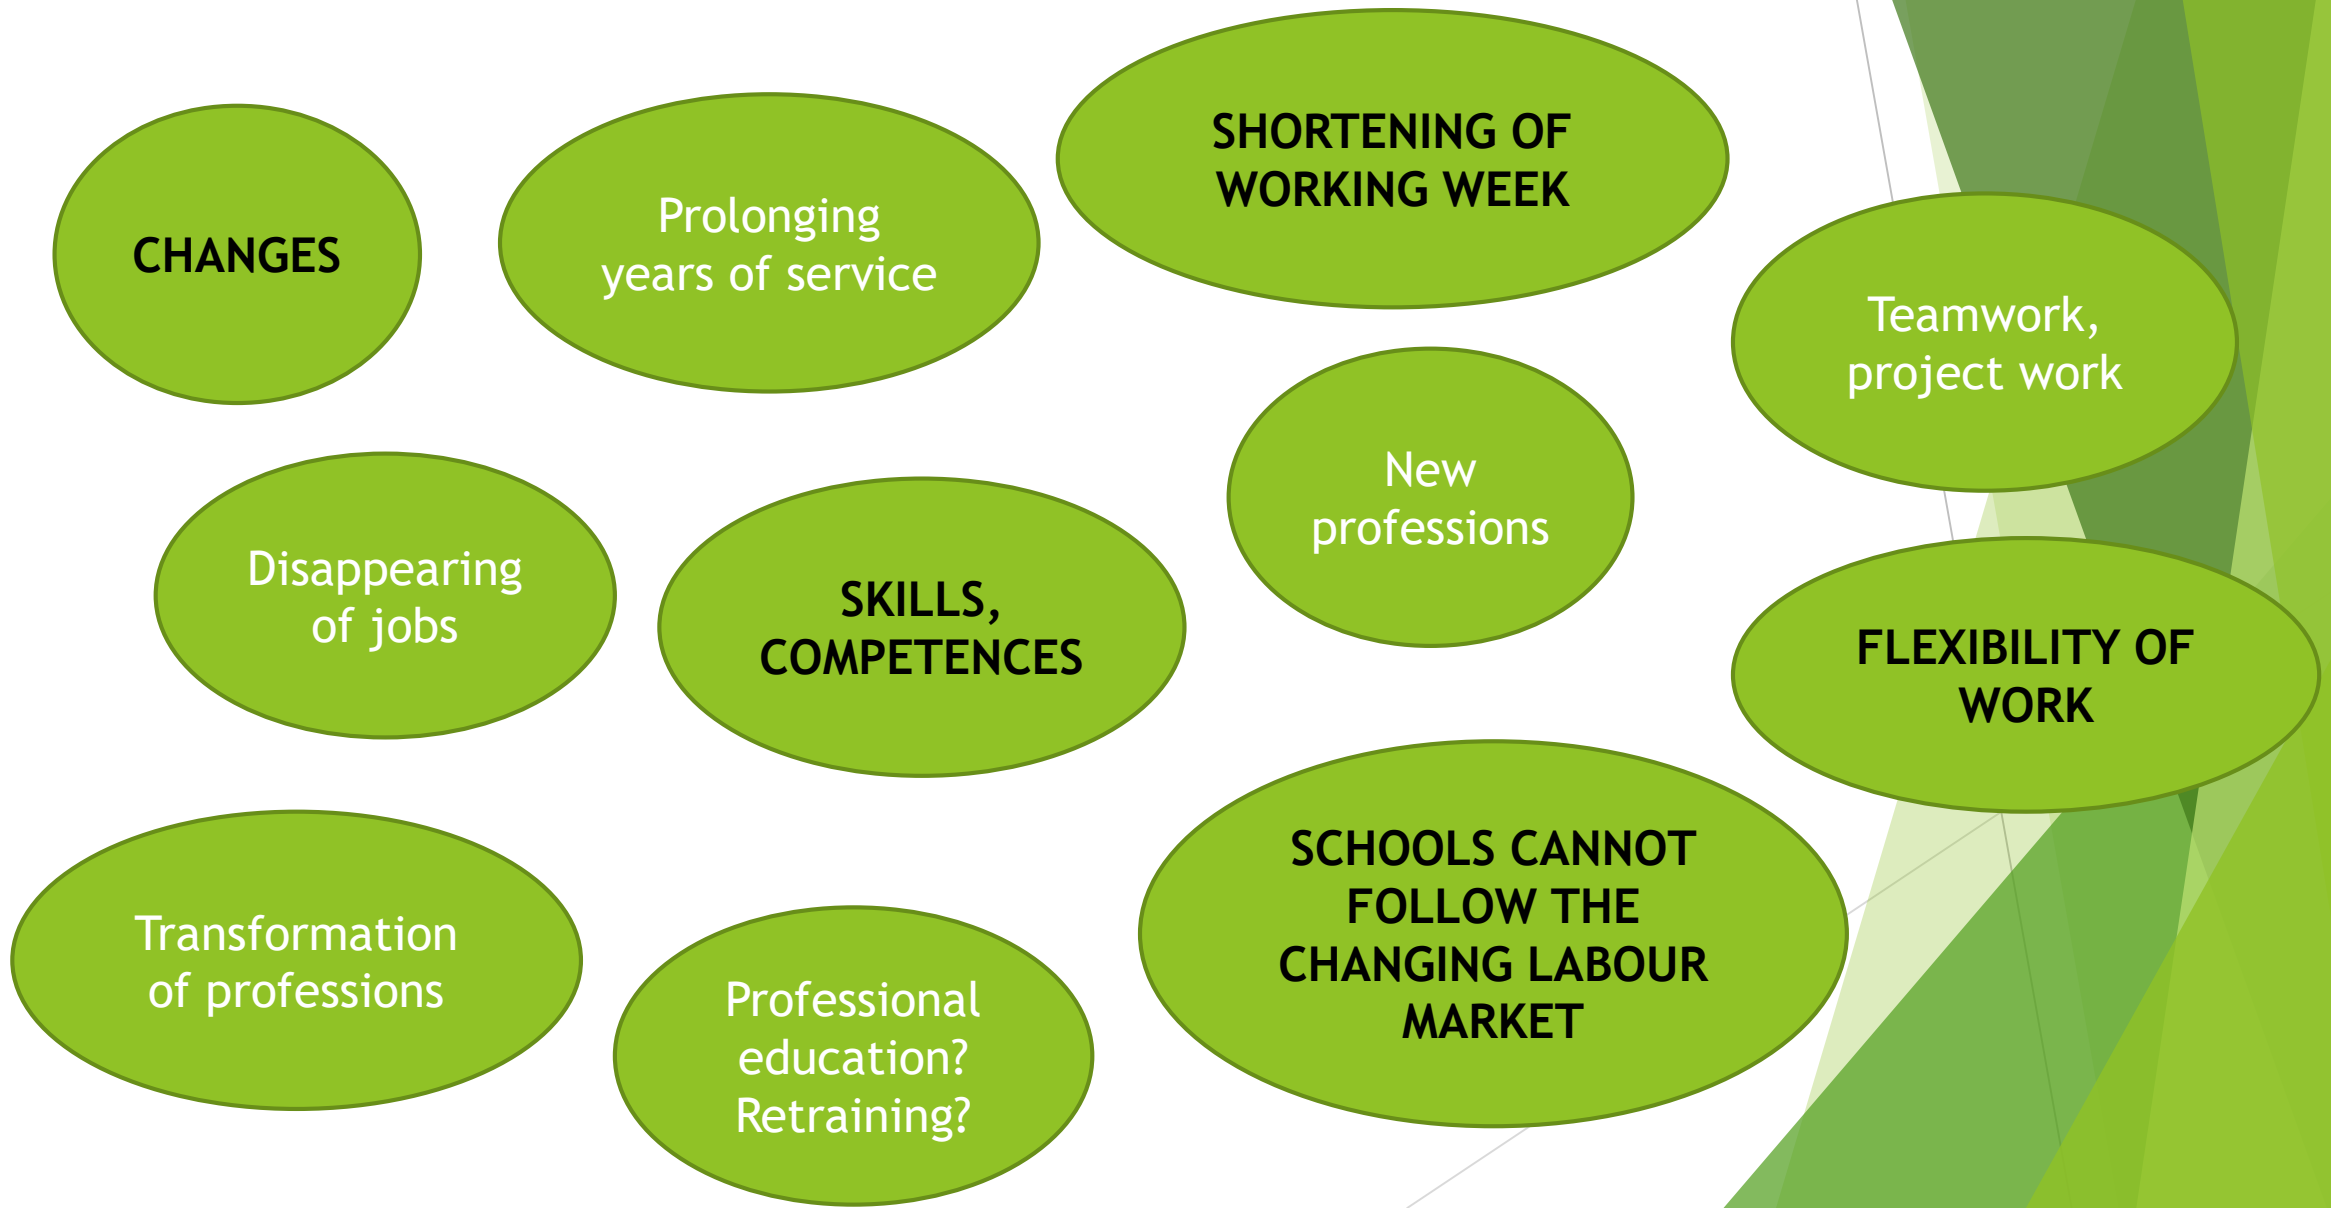 CHANGES
Prolonging
years of service
SHORTENING OF
WORKING WEEK
Teamwork,
project work
Disappearing
of jobs
SKILLS,
COMPETENCES
New
professions
FLEXIBILITY OF
WORK
Transformation
of professions
Professional
education?
Retraining?
SCHOOLS CANNOT
FOLLOW THE
CHANGING LABOUR
MARKET